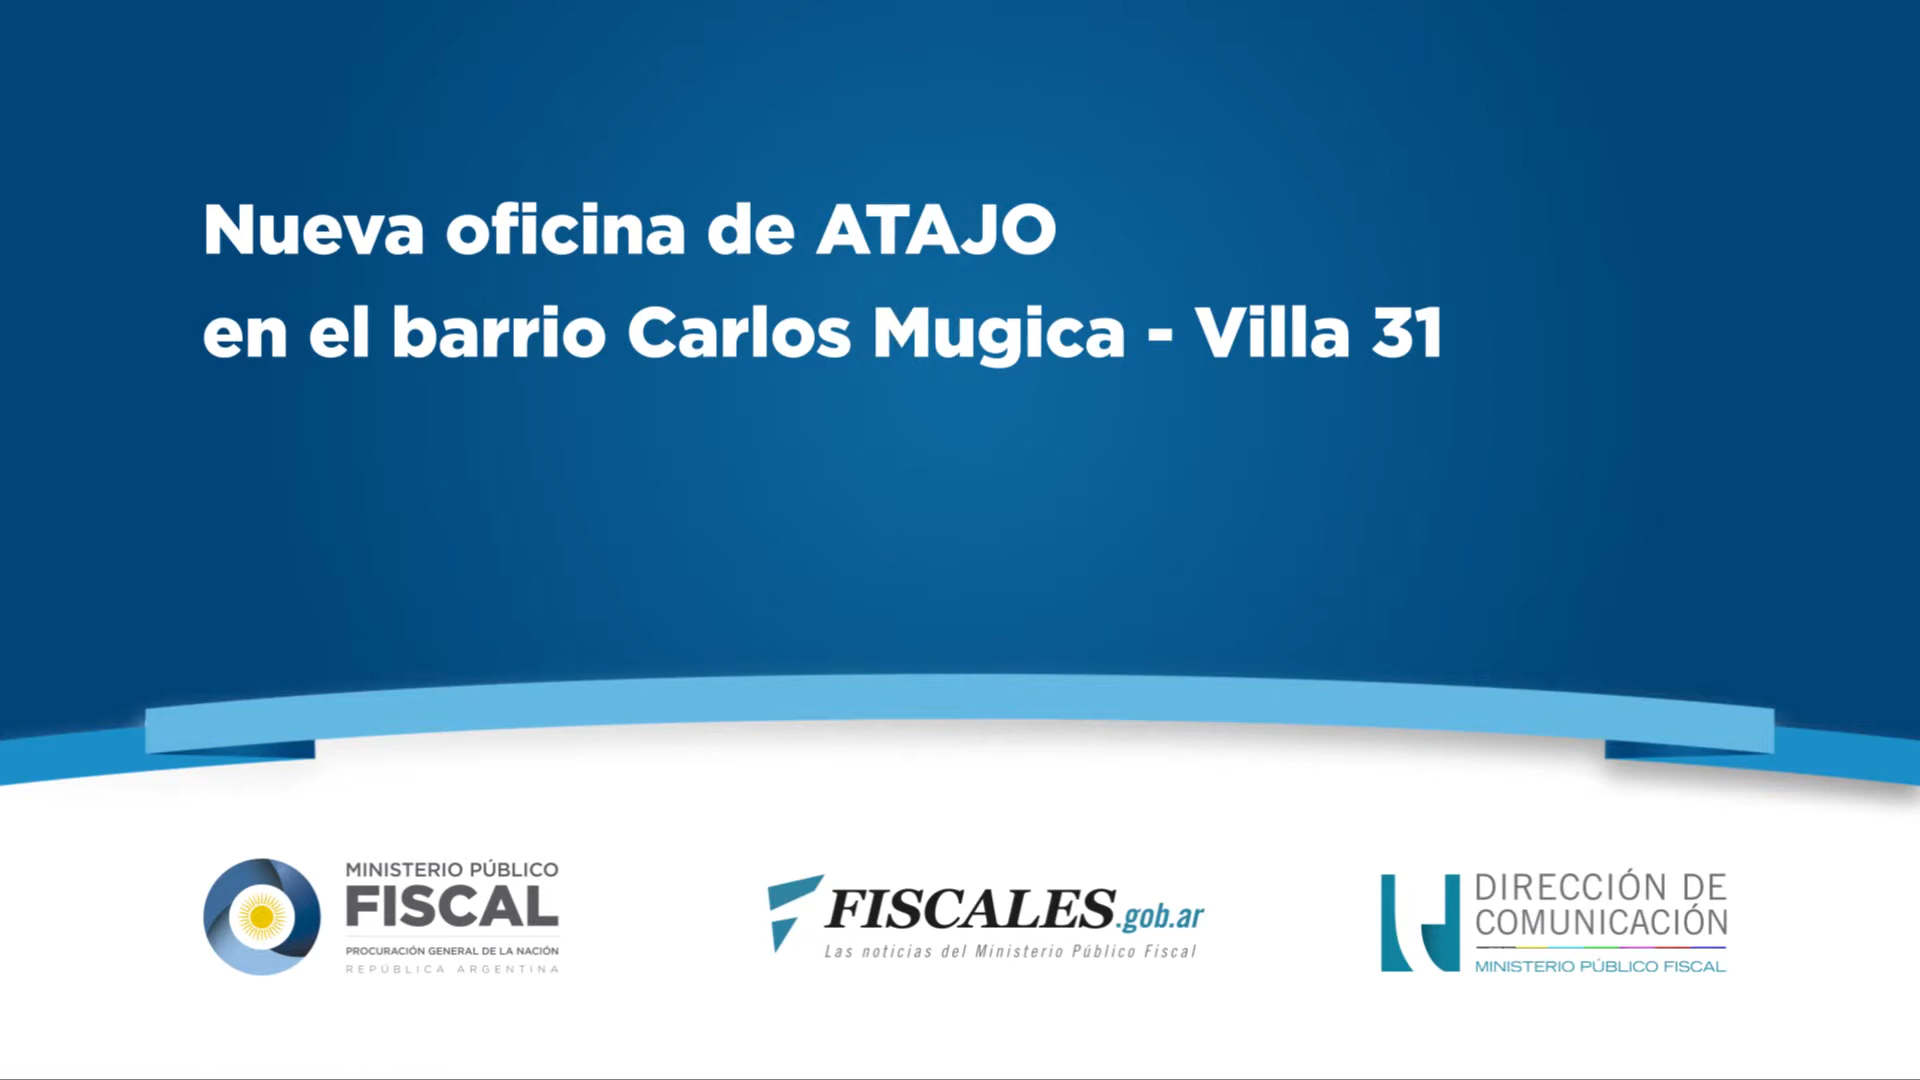 Nueva oficina de ATAJO
en el barrio Carlos Mugica - Villa 31
MINISTERIO PÚBLICO
FISCAL
PROCURACIÓN GENERAL DE LA NACIÓN
REPÚBLICA ARGENTINA
FISCALES.gob.ar
Las noticias del Ministerio Público Fiscal
DIRECCIÓN DE
COMUNICACIÓN
MINISTERIO PÚBLICO FISCAL